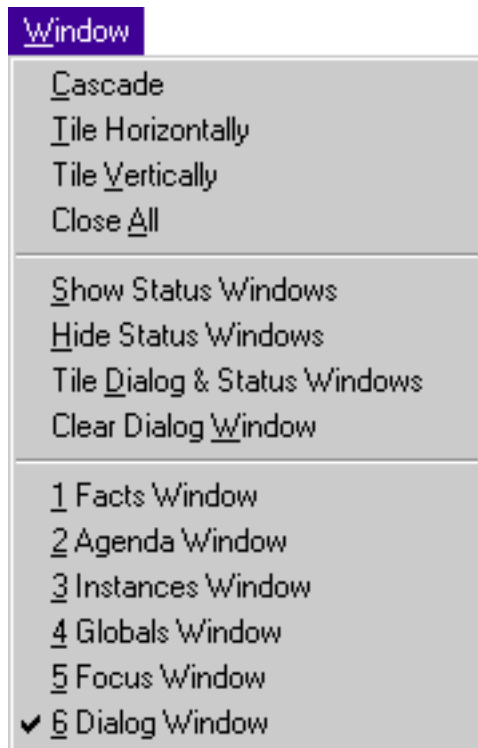 Window
Cascade
Tile Horizontally
Tile Vertically
Close All
Show Status Windows
Hide Status Windows
Tile Dialog & Status Windows
Clear Dialog Window
1 Facts Window
2 Agenda Window
3 Instances Window
4 Globals Window
5 Focus Window
✔ 6 Dialog Window